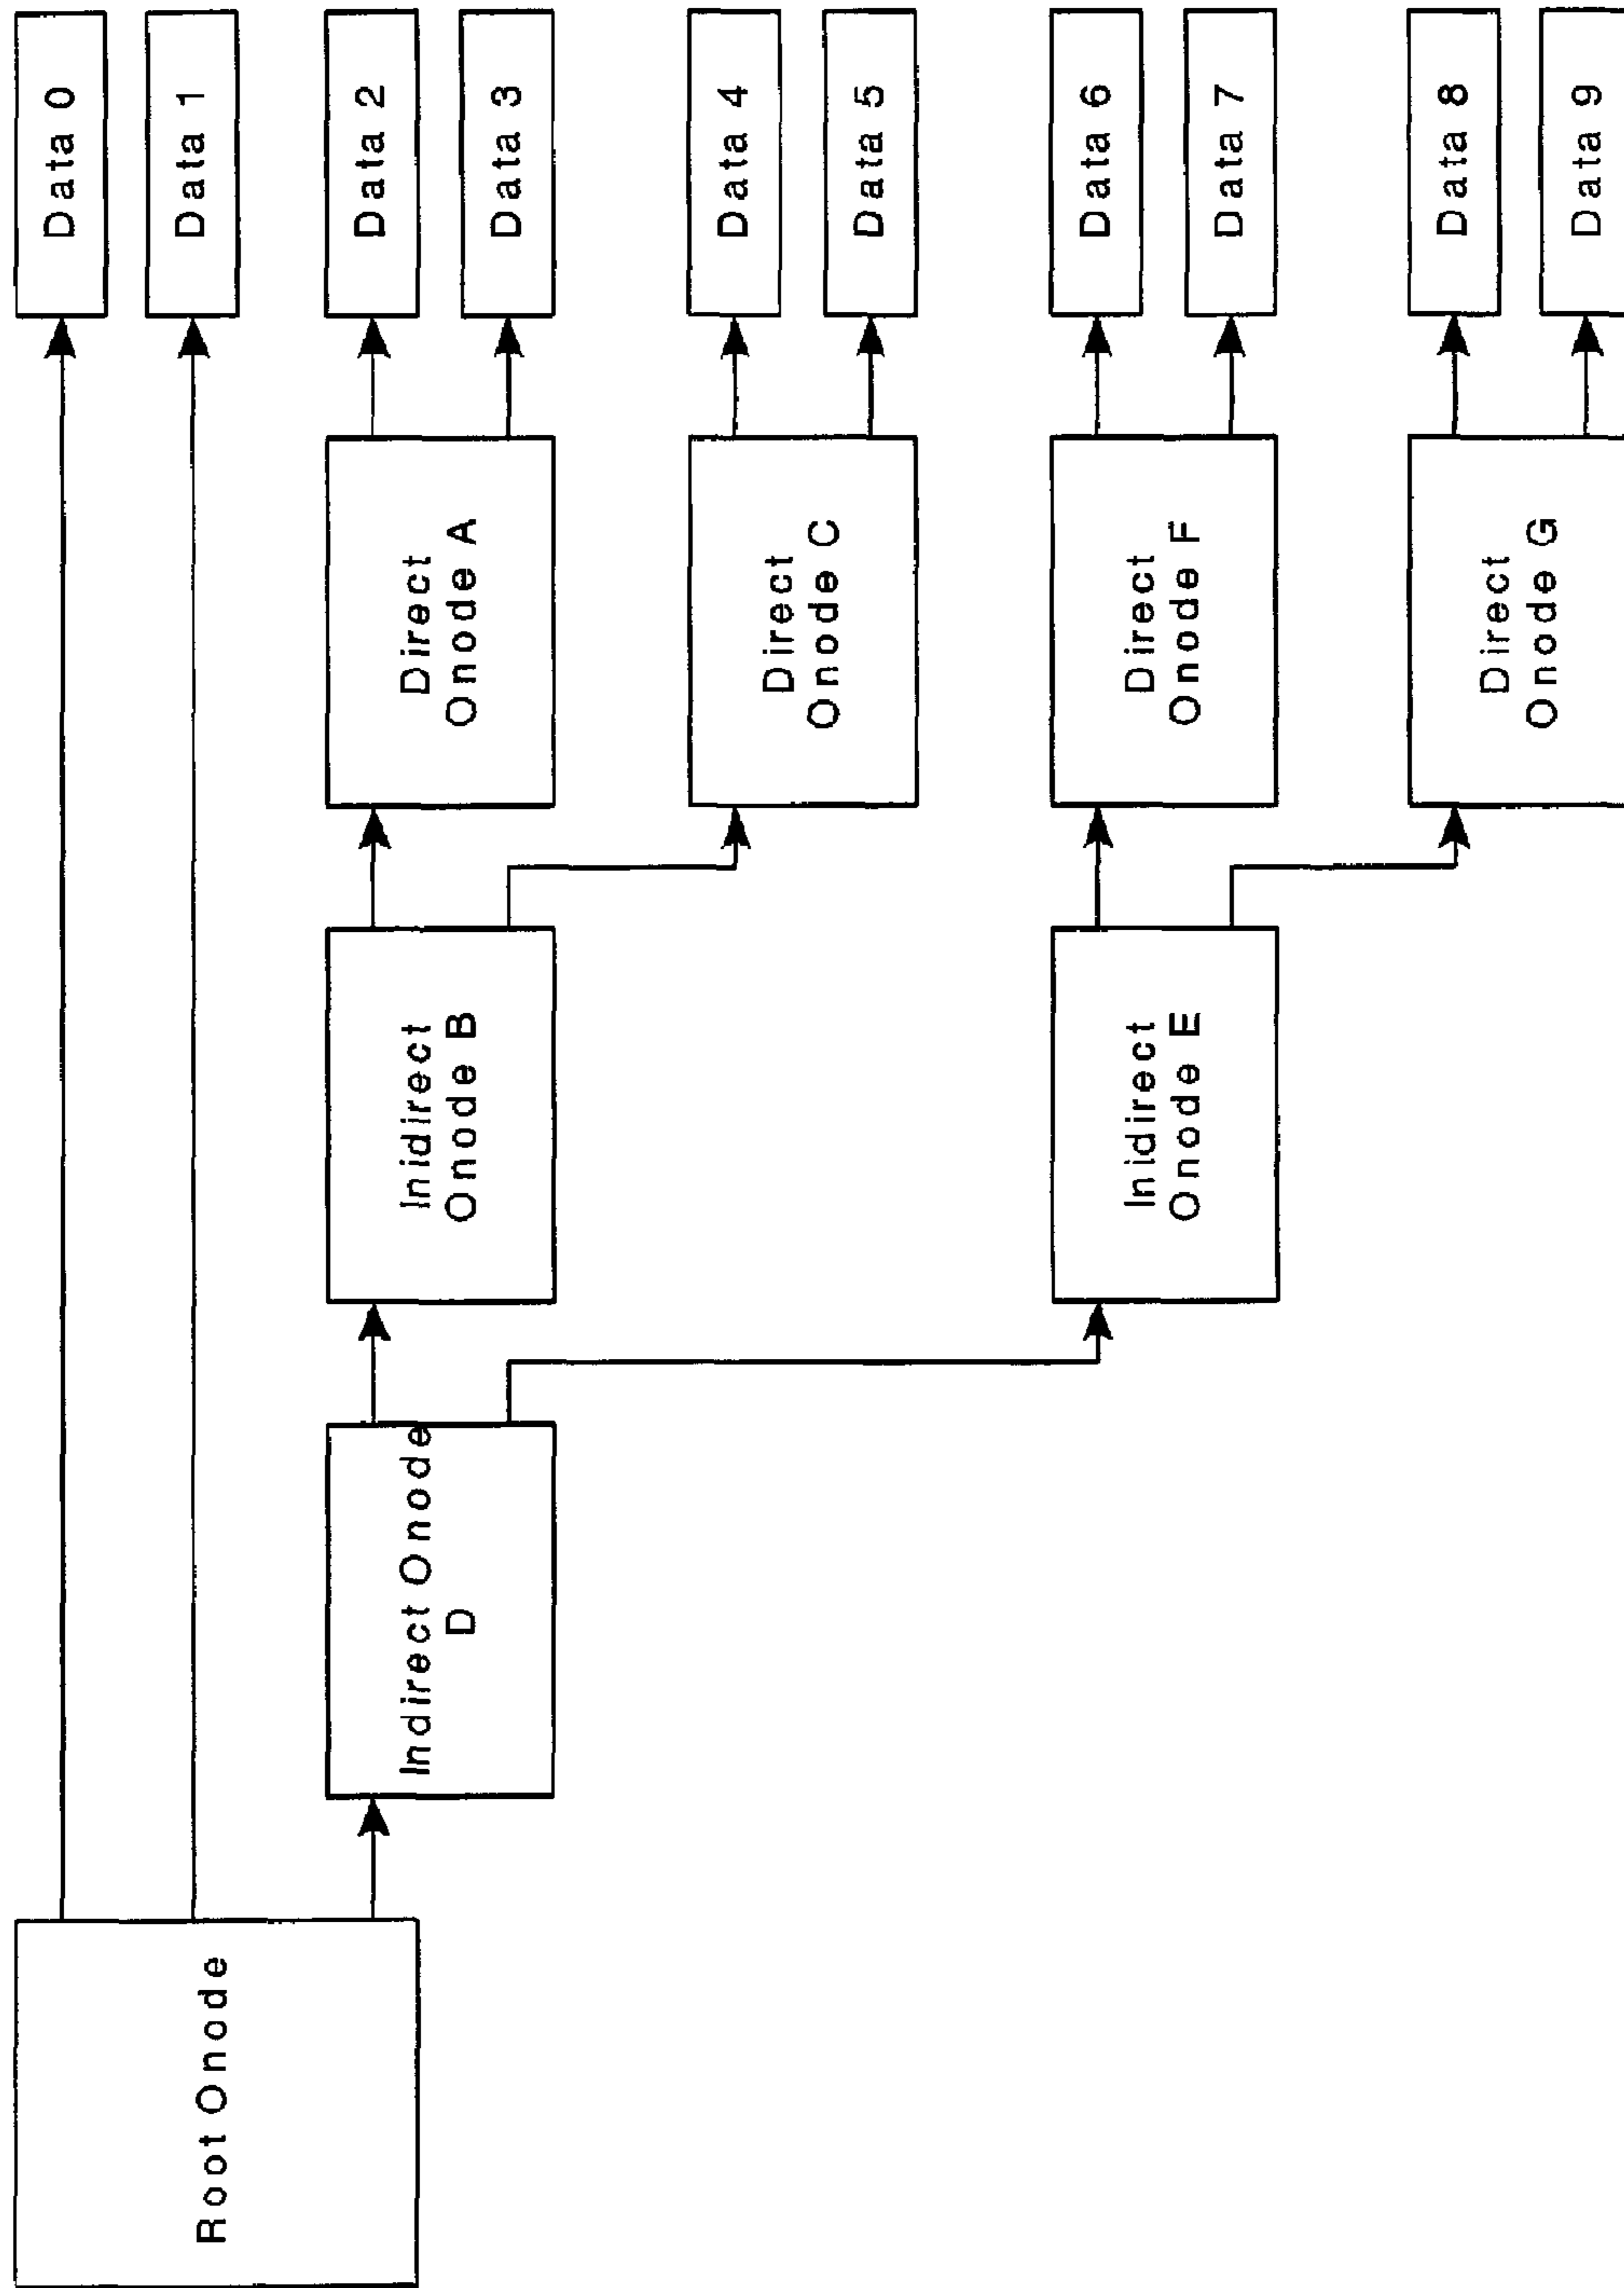 Root Onode
Indirect Onode
D
Inidirect
Onode B
Inidirect
Onode E
Direct
Onode A
Direct
Onode C
Direct
Onode F
Direct
Onode G
Data 0
Data 1
Data 2
Data 3
Data 4
Data 5
Data 6
Data 7
Data 8
Data 9